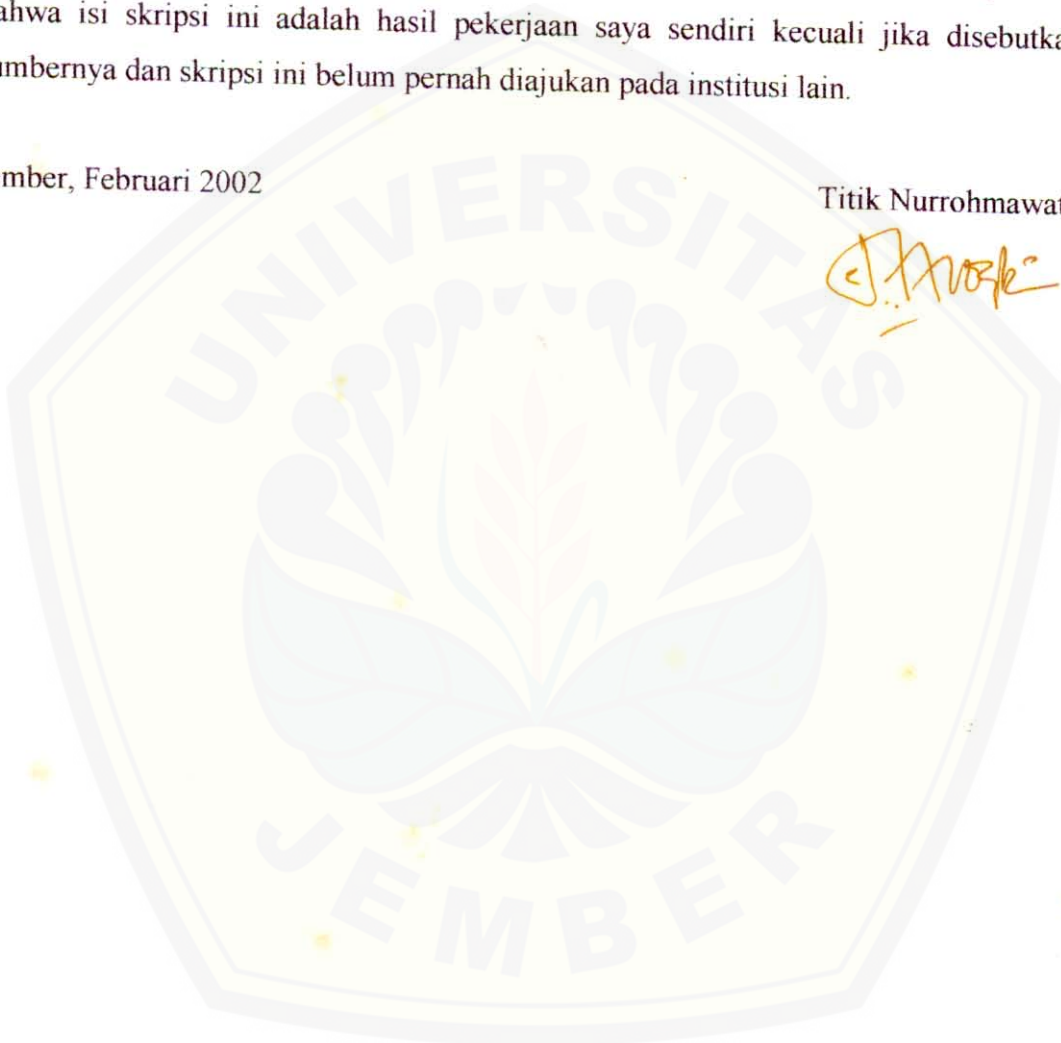 ahwa isi skripsi ini adalah hasil pekerjaan saya sendiri kecuali jika disebutka
umbernya dan skripsi ini belum pernah diajukan pada institusi lain.
mber, Februari 2002
Titik Nurrohmawat
UNIVERSITAS
JEMBER